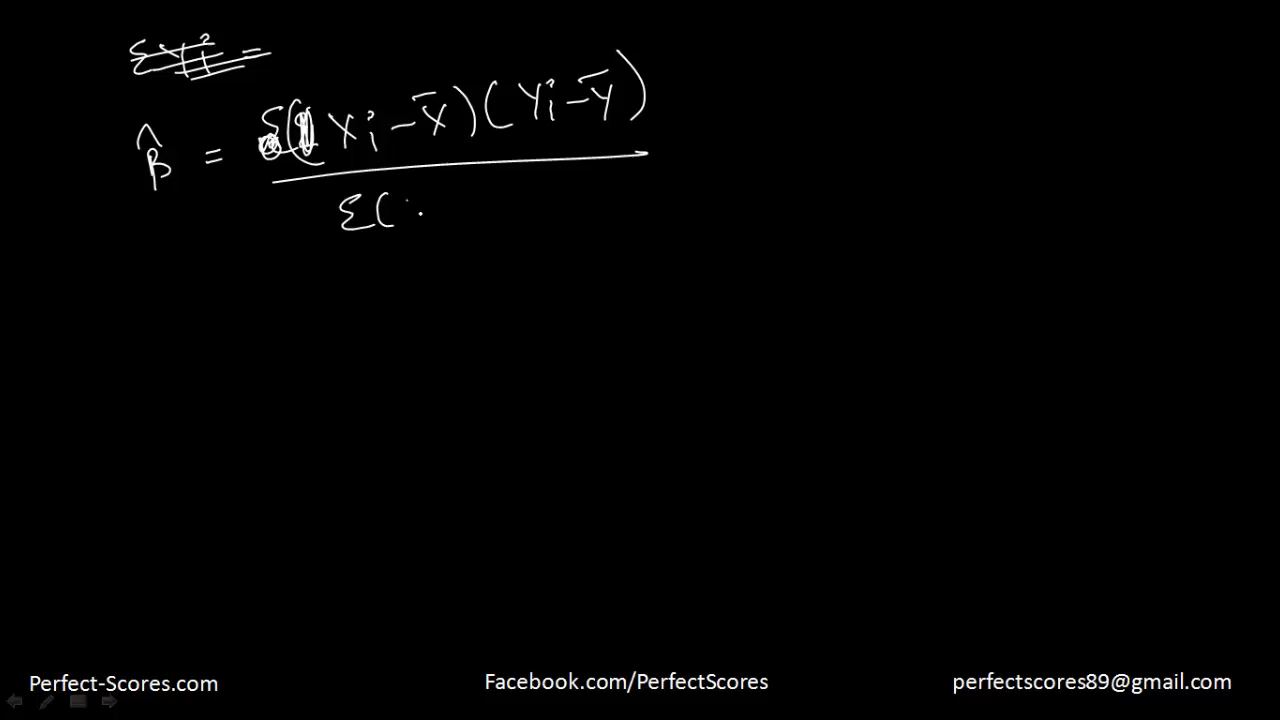 β̂ = Σ(Xi − X̄)(Yi − Ȳ)
Σ(
Perfect-Scores.com
Facebook.com/PerfectScores
perfectscores89@gmail.com